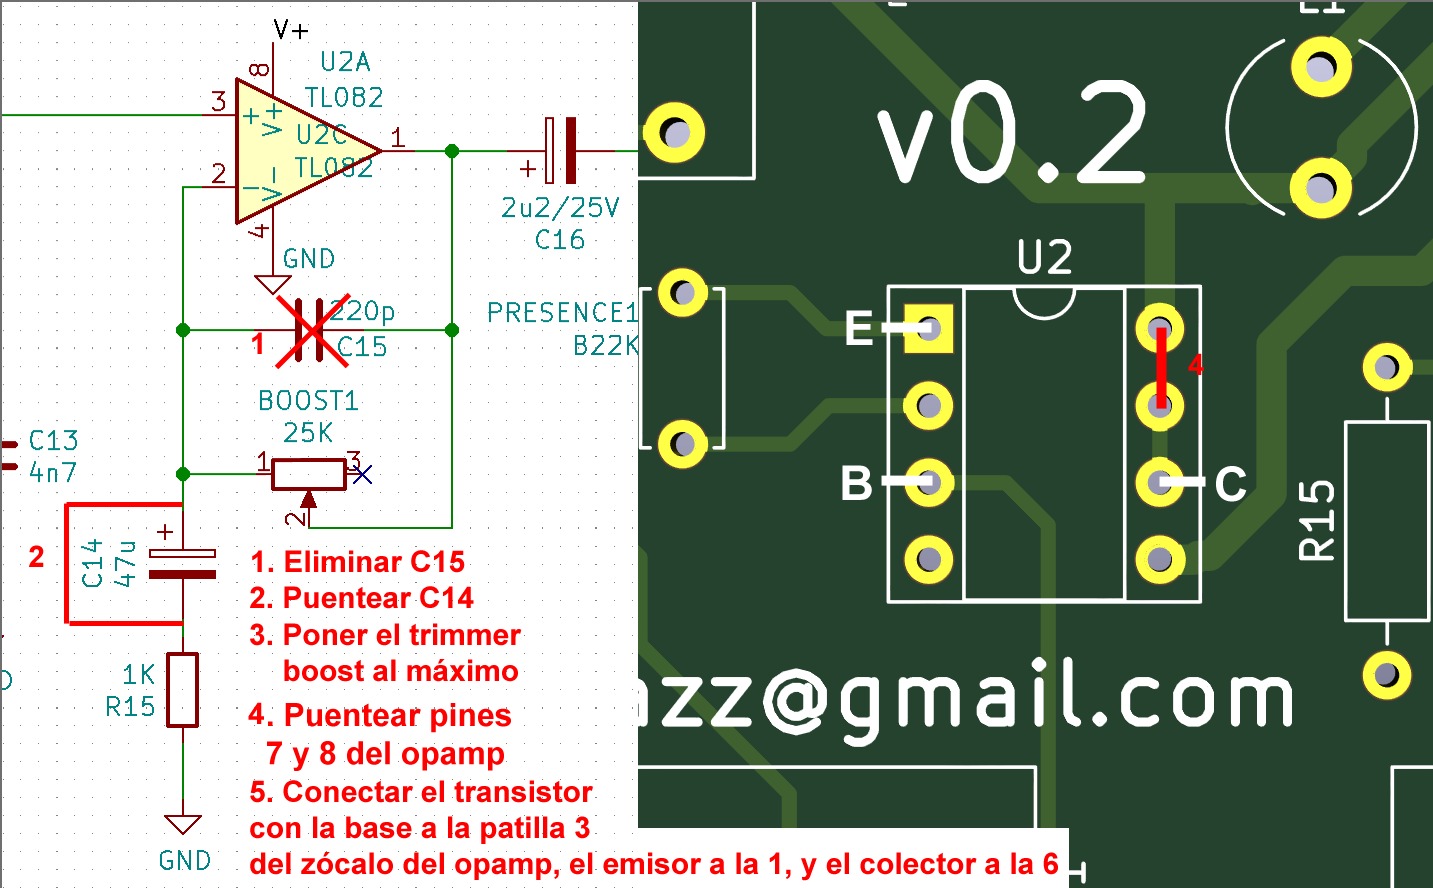 V+
8
U2A
TL082
3
+
V+
U2C
1
TL082
2
V-
4
GND
+
2u2/25V
C16
220p
1
C15
PRESENCE1
B22K
BOOST1
25K
1
3
2
C13
4n7
2
+
C14
47u
1K
R15
GND
1. Eliminar C15
2. Puentear C14
3. Poner el trimmer
boost al máximo
4. Puentear pines
7 y 8 del opamp
5. Conectar el transistor
con la base a la patilla 3
del zócalo del opamp, el emisor a la 1, y el colector a la 6
v0.2
U2
E
4
B
C
R15
azz@gmail.com